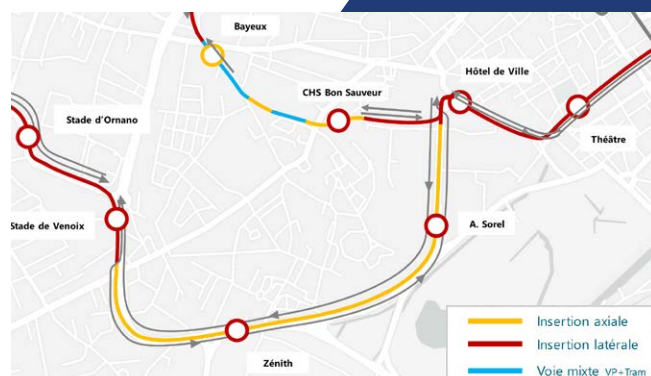 Bayeux
CHS Bon Sauveur
Hôtel de Ville
Stade d'Ornano
Théâtre
Stade de Venoix
A. Sorel
Zénith
Insertion axiale
Insertion latérale
Voie mixte VP+Tram